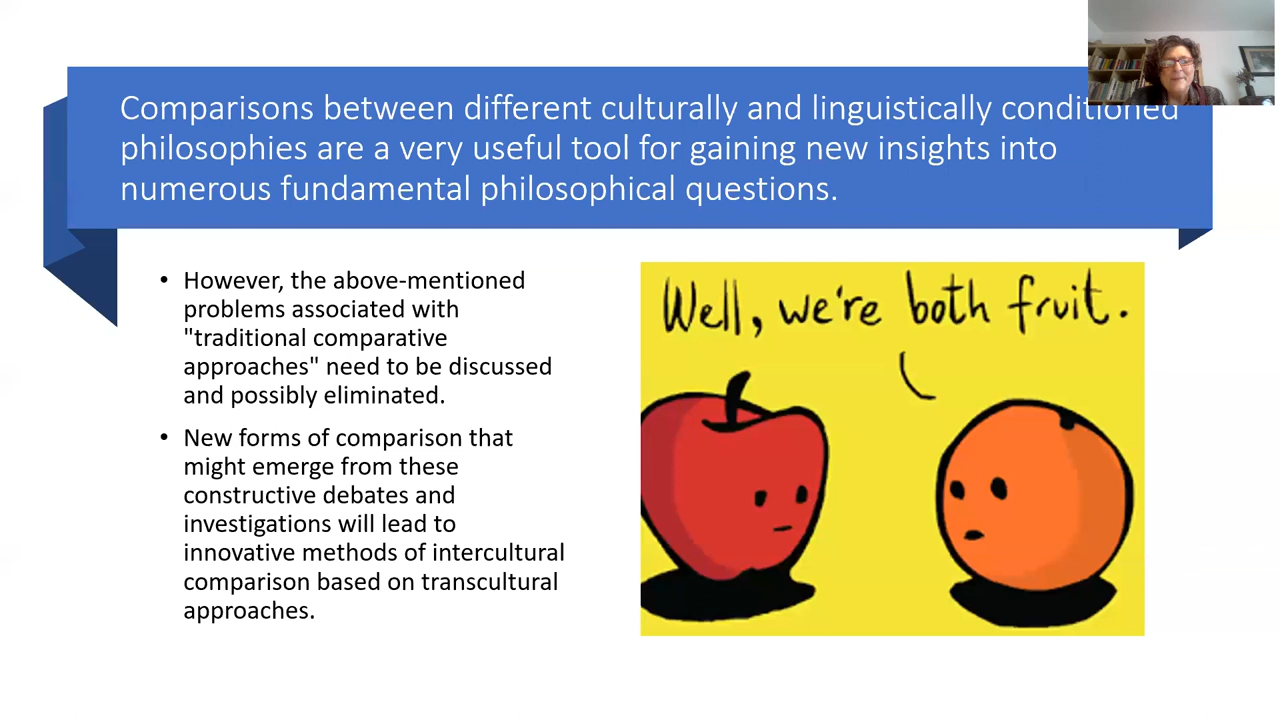 Comparisons between different culturally and linguistically conditioned
philosophies are a very useful tool for gaining new insights into
numerous fundamental philosophical questions.
• However, the above-mentioned
problems associated with
"traditional comparative
approaches" need to be discussed
and possibly eliminated.
• New forms of comparison that
might emerge from these
constructive debates and
investigations will lead to
innovative methods of intercultural
comparison based on transcultural
approaches.
Well, we're both fruit.